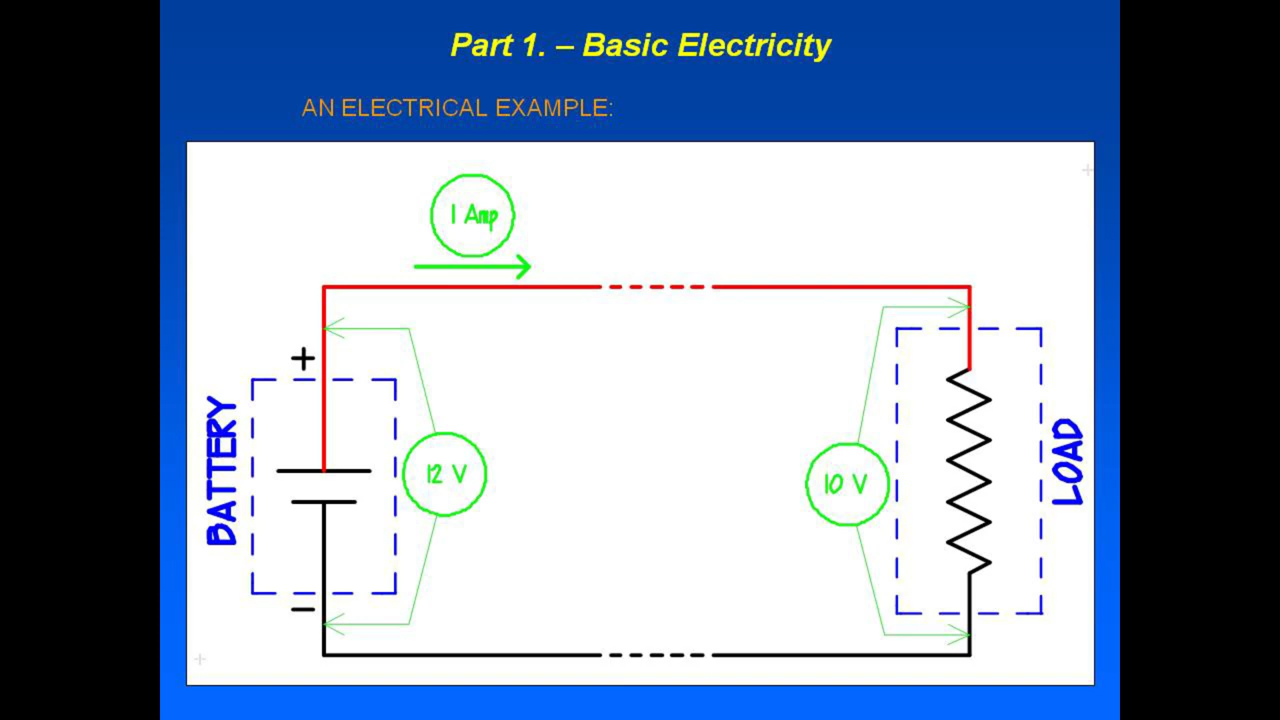 Part 1. – Basic Electricity
AN ELECTRICAL EXAMPLE:
1 Amp
+
BATTERY
12 V
10 V
LOAD
–